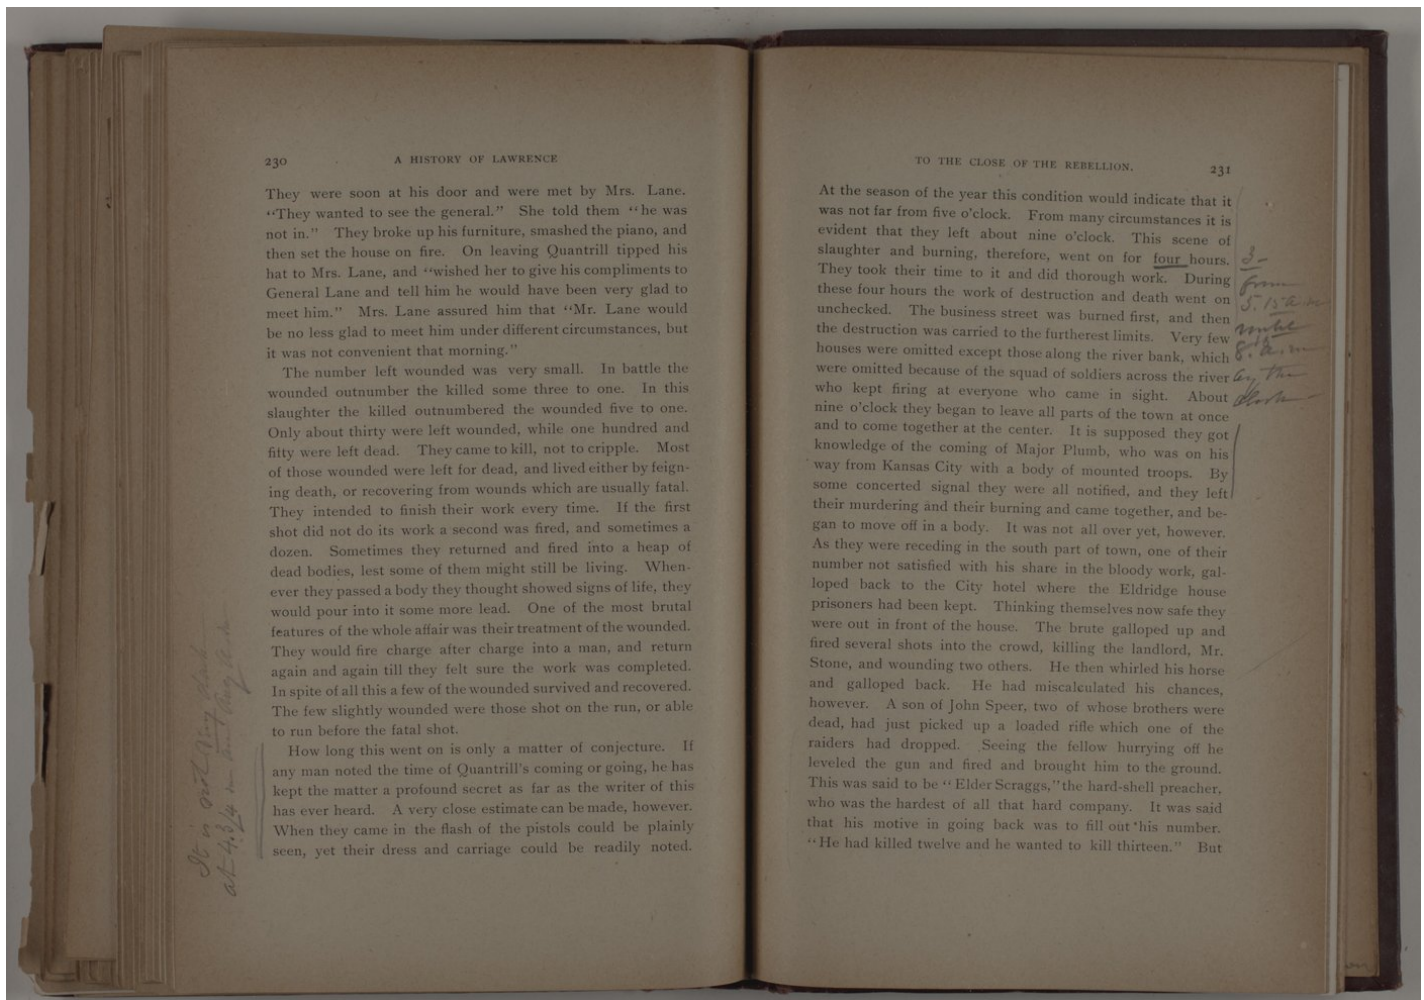 230
A HISTORY OF LAWRENCE
They were soon at his door and were met by Mrs. Lane.
“They wanted to see the general.” She told them “he was
not in.” They broke up his furniture, smashed the piano, and
then set the house on fire. On leaving Quantrill tipped his
hat to Mrs. Lane, and “wished her to give his compliments to
General Lane and tell him he would have been very glad to
meet him.” Mrs. Lane assured him that “Mr. Lane would
be no less glad to meet him under different circumstances, but
it was not convenient that morning.”
The number left wounded was very small. In battle the
wounded outnumber the killed some three to one. In this
slaughter the killed outnumbered the wounded five to one.
Only about thirty were left wounded, while one hundred and
fifty were left dead. They came to kill, not to cripple. Most
of those wounded were left for dead, and lived either by feign-
ing death, or recovering from wounds which are usually fatal.
They intended to finish their work every time. If the first
shot did not do its work a second was fired, and sometimes a
dozen. Sometimes they returned and fired into a heap of
dead bodies, lest some of them might still be living. When-
ever they passed a body they thought showed signs of life, they
would pour into it some more lead. One of the most brutal
features of the whole affair was their treatment of the wounded.
They would fire charge after charge into a man, and return
again and again till they felt sure the work was completed.
In spite of all this a few of the wounded survived and recovered.
The few slightly wounded were those shot on the run, or able
to run before the fatal shot.
How long this went on is only a matter of conjecture. If
any man noted the time of Quantrill's coming or going, he has
kept the matter a profound secret as far as the writer of this
has ever heard. A very close estimate can be made, however.
When they came in the flash of the pistols could be plainly
seen, yet their dress and carriage could be readily noted.
It is not very dark
at 4.3/4 in
TO THE CLOSE OF THE REBELLION.
231
At the season of the year this condition would indicate that it
was not far from five o'clock. From many circumstances it is
evident that they left about nine o'clock. This scene of
slaughter and burning, therefore, went on for four hours.
They took their time to it and did thorough work. During
these four hours the work of destruction and death went on
unchecked. The business street was burned first, and then
the destruction was carried to the furtherest limits. Very few
houses were omitted except those along the river bank, which
were omitted because of the squad of soldiers across the river
who kept firing at everyone who came in sight. About
nine o'clock they began to leave all parts of the town at once
and to come together at the center. It is supposed they got
knowledge of the coming of Major Plumb, who was on his
way from Kansas City with a body of mounted troops. By
some concerted signal they were all notified, and they left
their murdering and their burning and came together, and be-
gan to move off in a body. It was not all over yet, however.
As they were receding in the south part of town, one of their
number not satisfied with his share in the bloody work, gal-
loped back to the City hotel where the Eldridge house
prisoners had been kept. Thinking themselves now safe they
were out in front of the house. The brute galloped up and
fired several shots into the crowd, killing the landlord, Mr.
Stone, and wounding two others. He then whirled his horse
and galloped back. He had miscalculated his chances,
however. A son of John Speer, two of whose brothers were
dead, had just picked up a loaded rifle which one of the
raiders had dropped. Seeing the fellow hurrying off he
leveled the gun and fired and brought him to the ground.
This was said to be “Elder Scraggs,” the hard-shell preacher,
who was the hardest of all that hard company. It was said
that his motive in going back was to fill out his number.
“He had killed twelve and he wanted to kill thirteen.” But
3-
from
5.15 a.m
until
8. a.m
by the
clock